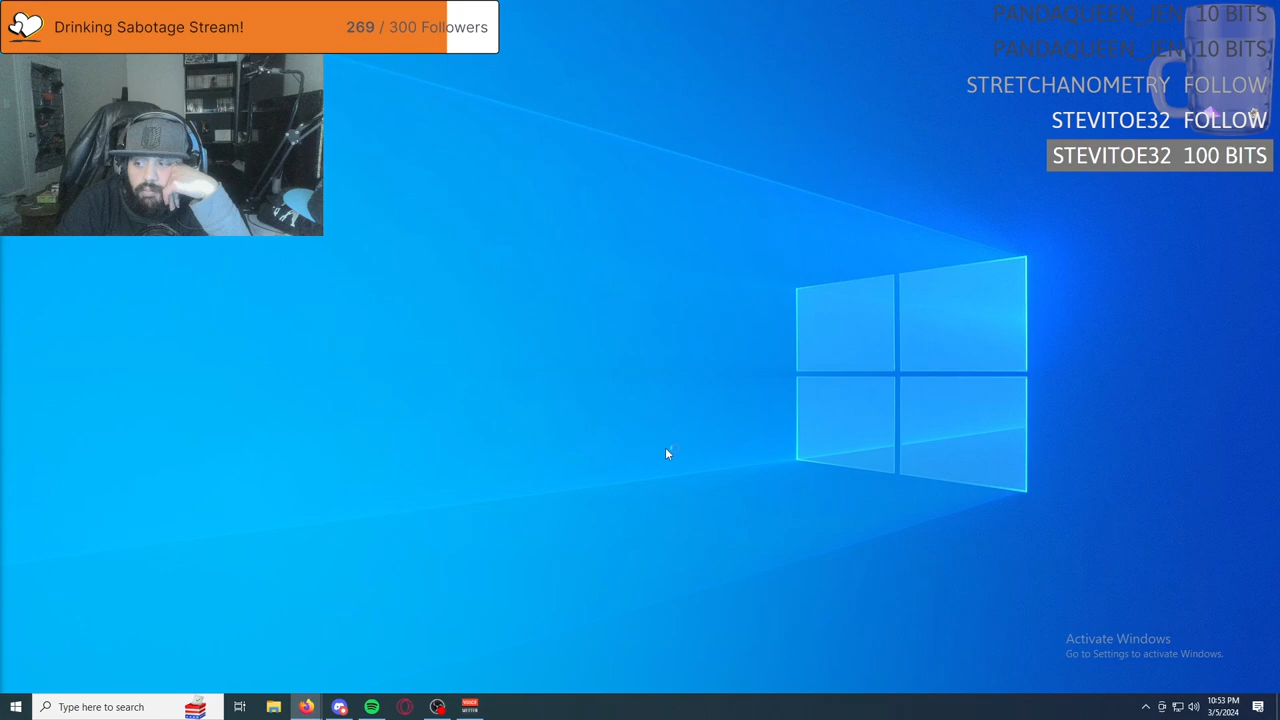 Drinking Sabotage Stream! 269 / 300 Followers
PANDAQUEEN_JEN 10 BITS
PANDAQUEEN_JEN 10 BITS
STRETCHANOMETRY FOLLOW
STEVITOE32 FOLLOW
STEVITOE32 100 BITS
Activate Windows
Go to Settings to activate Windows.
Type here to search
10:53 PM
3/5/2024